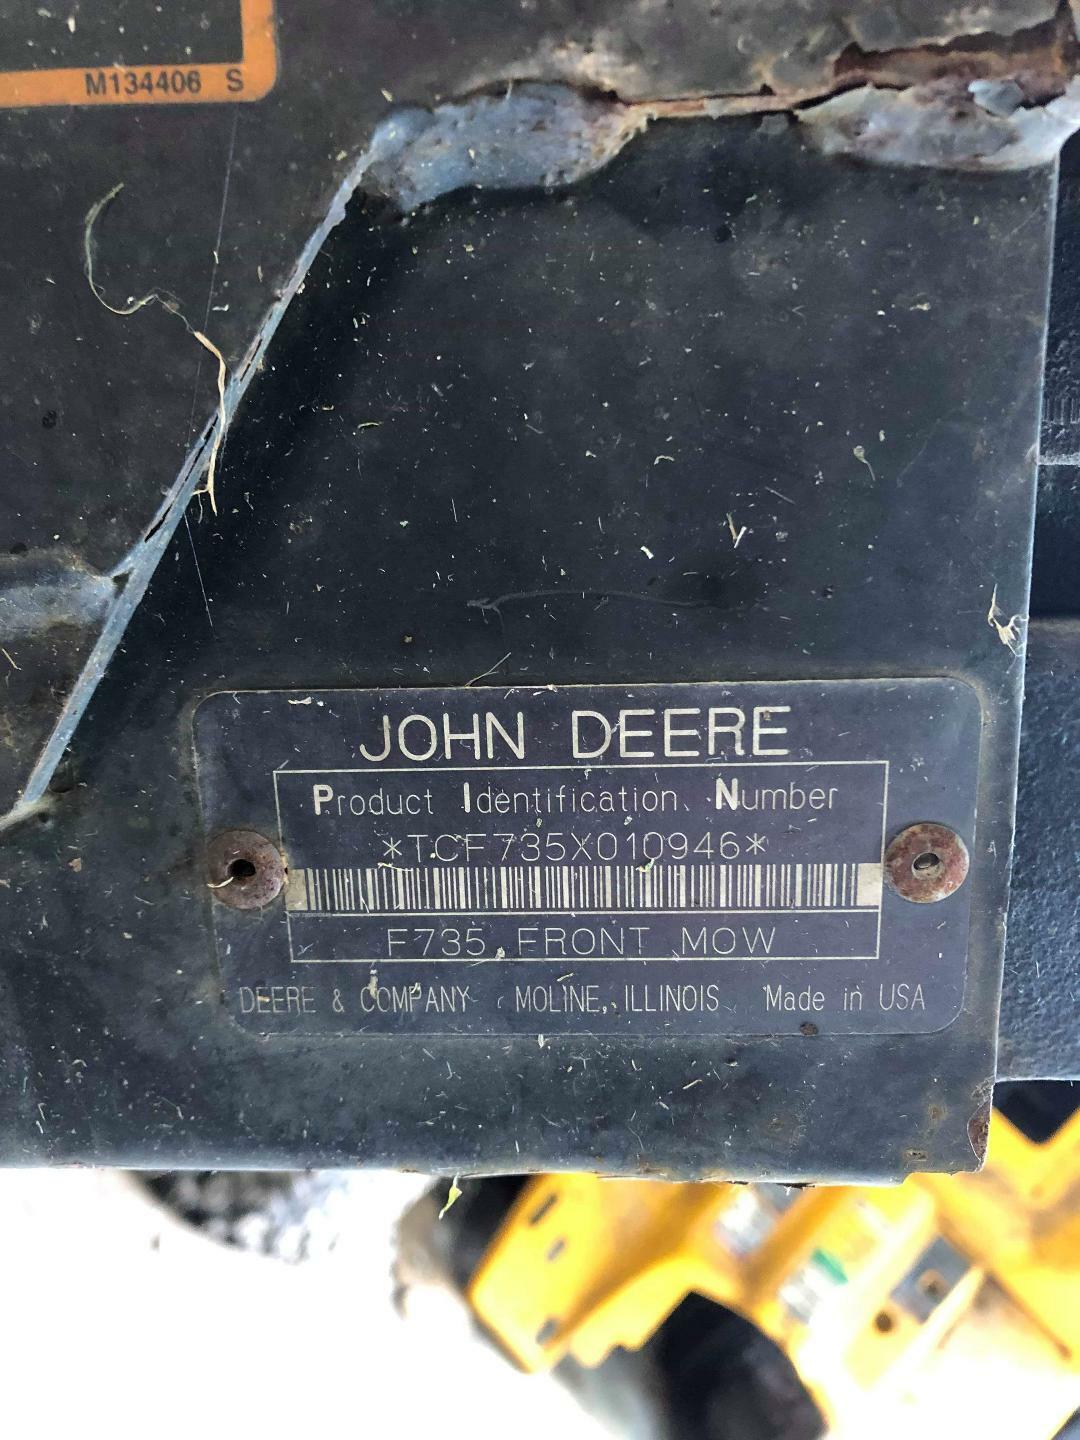 M134406 S
JOHN DEERE
Product Identification Number
*TCF735X010946*
F735 FRONT MOW
DEERE & COMPANY MOLINE, ILLINOIS Made in USA